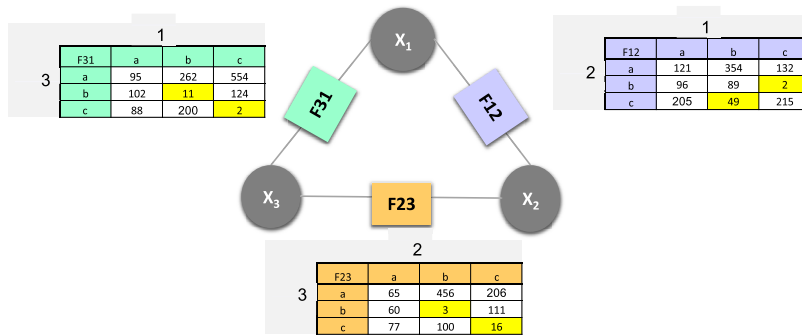 1
3
F31 a b c
a 95 262 554
b 102 11 124
c 88 200 2
X1
F31
F12
X3
F23
X2
1
2
F12 a b c
a 121 354 132
b 96 89 2
c 205 49 215
2
3
F23 a b c
a 65 456 206
b 60 3 111
c 77 100 16